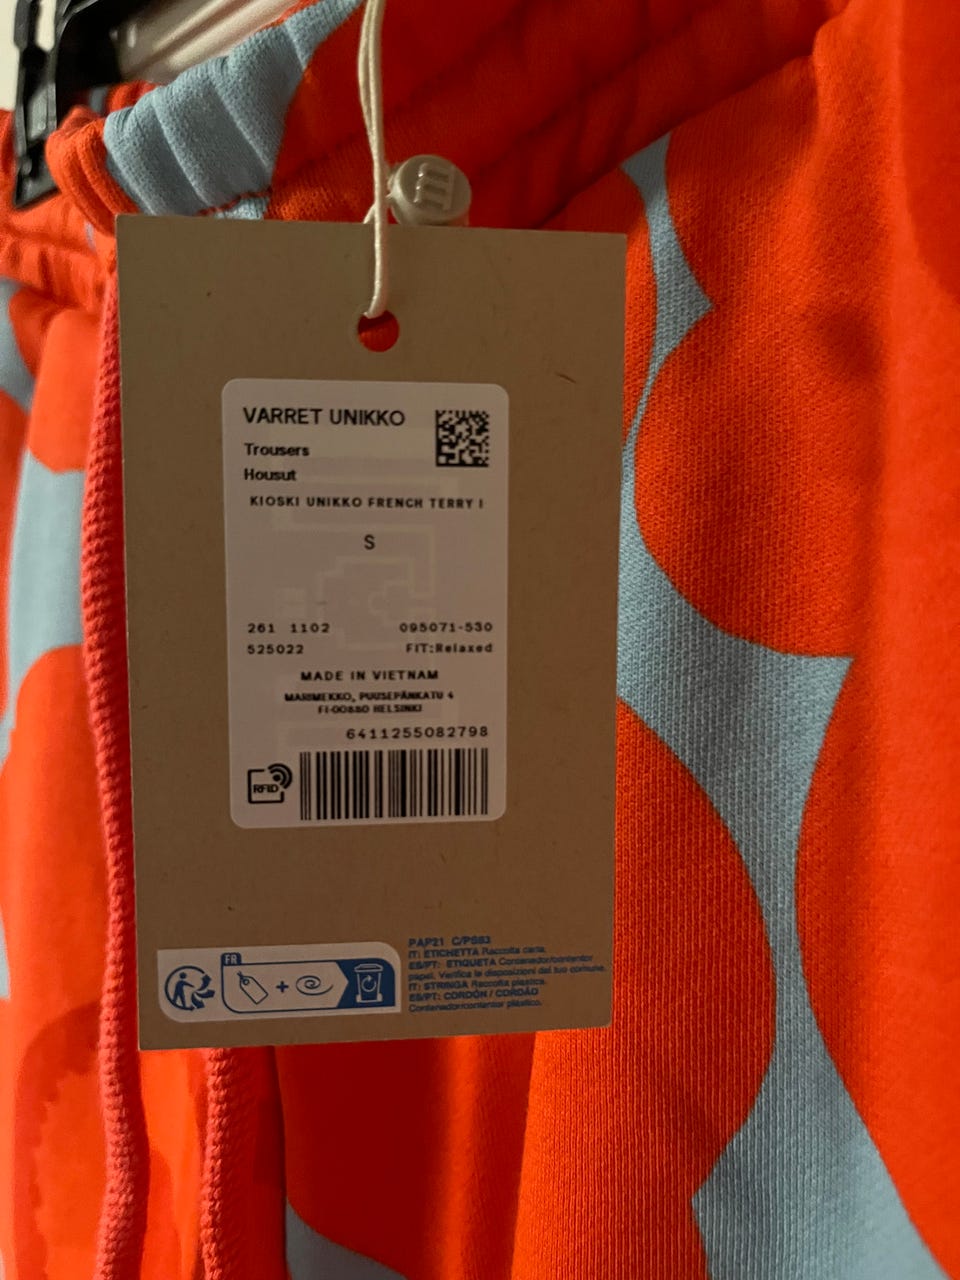 VARRET UNIKKO
Trousers
Housut
KIOSKI UNIKKO FRENCH TERRY I
S
261 1102 095071-530
525022 FIT:Relaxed
MADE IN VIETNAM
MARIMEKKO, PUUSEPÄNKATU 4
FI-00880 HELSINKI
6411255082798
RFID
FR
PAP21 C/PS53
IT: ETICHETTA Raccolta carta.
ES/PT: ETIQUETA Contenedor/contentor
papel. Verifica le disposizioni del tuo comune.
IT: STRINGA Raccolta plastica.
ES/PT: CORDÓN / CORDÃO
Contenedor/contentor plástico.